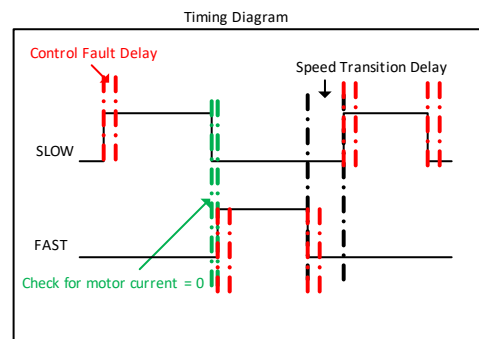 Timing Diagram
Control Fault Delay
Speed Transition Delay
SLOW
FAST
Check for motor current = 0